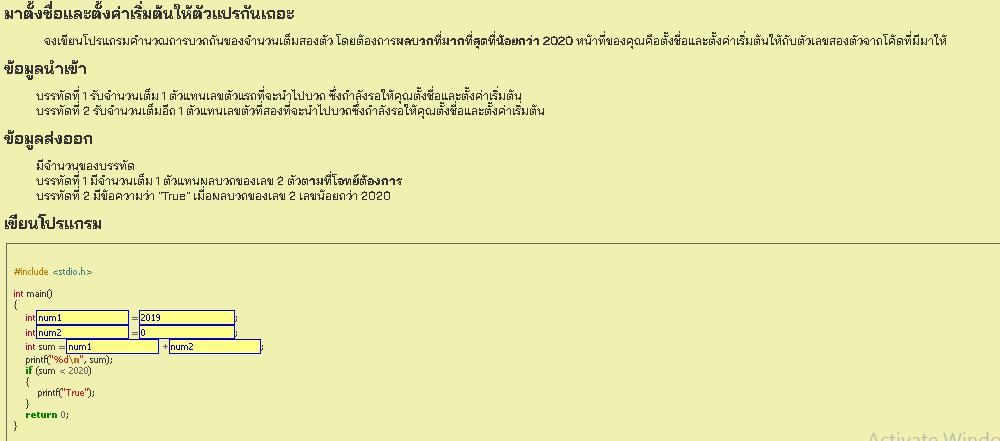 มาตั้งชื่อและตั้งค่าเริ่มต้นให้ตัวแปรกันเถอะ
จงเขียนโปรแกรมคำนวณการบวกกันของจำนวนเต็มสองตัว โดยต้องการผลบวกที่มากที่สุดที่น้อยกว่า 2020 หน้าที่ของคุณคือตั้งชื่อและตั้งค่าเริ่มต้นให้กับตัวเลขสองตัวจากโค้ดที่มีมาให้
ข้อมูลนำเข้า
บรรทัดที่ 1 รับจำนวนเต็ม 1 ตัวแทนเลขตัวแรกที่จะนำไปบวก ซึ่งกำลังรอให้คุณตั้งชื่อและตั้งค่าเริ่มต้น
บรรทัดที่ 2 รับจำนวนเต็มอีก 1 ตัวแทนเลขตัวที่สองที่จะนำไปบวกซึ่งกำลังรอให้คุณตั้งชื่อและตั้งค่าเริ่มต้น
ข้อมูลส่งออก
มีจำนวนของบรรทัด
บรรทัดที่ 1 มีจำนวนเต็ม 1 ตัวแทนผลบวกของเลข 2 ตัวตามที่โจทย์ต้องการ
บรรทัดที่ 2 มีข้อความว่า "True" เมื่อผลบวกของเลข 2 เลขน้อยกว่า 2020
เขียนโปรแกรม
#include <stdio.h>
int main()
{
int num1 = 2019 ;
int num2 = 0 ;
int sum = num1 + num2 ;
printf("%d\n", sum);
if (sum < 2020)
{
printf("True");
}
return 0;
}